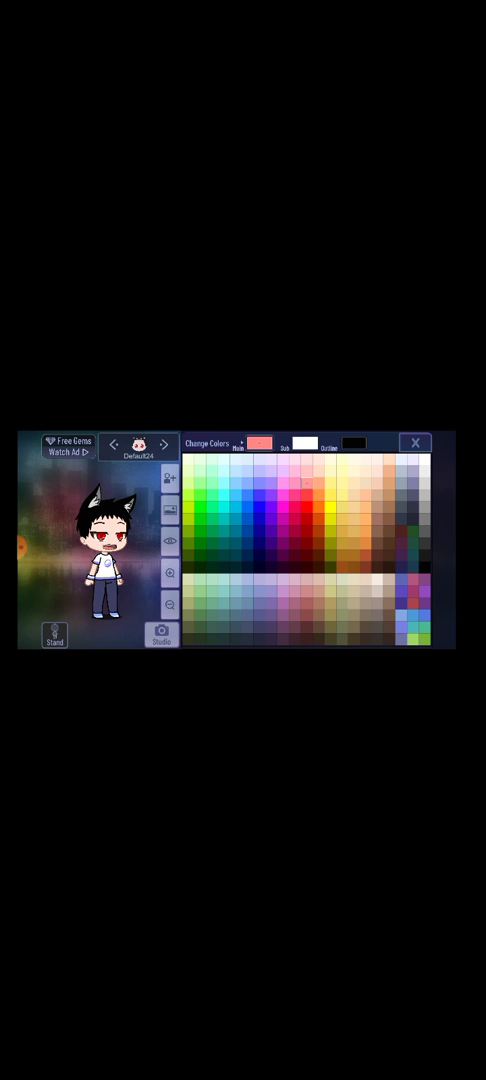 Free Gems
Watch Ad
Default24
Change Colors
Main
Sub
Outline
X
Stand
Studio